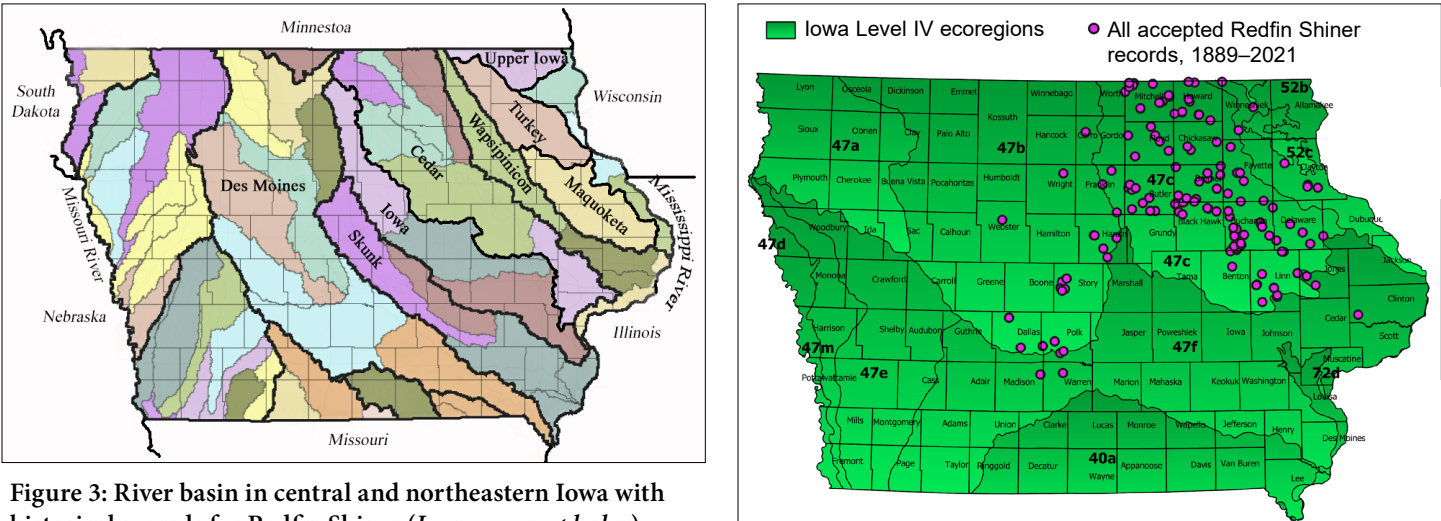 Minnestoa
South
Dakota
Wisconsin
Nebraska
Illinois
Missouri
Missouri River
Mississippi River
Upper Iowa
Turkey
Wapsipinicon
Maquoketa
Cedar
Iowa
Skunk
Des Moines
Figure 3: River basin in central and northeastern Iowa with
Iowa Level IV ecoregions
All accepted Redfin Shiner
records, 1889–2021
Lyon Osceola Dickinson Emmet Winnebago Worth Mitchell Howard Winneshiek Allamakee
52b
Kossuth
Sioux Obrien Clay Palo Alto Hancock Cerro Gordo Floyd Chickasaw
47a 47b 52c
Plymouth Cherokee Buena Vista Pocahontas Humboldt Wright Franklin Butler Bremer Fayette Clayton
47c
Woodbury Ida Sac Calhoun Webster Hamilton Hardin Grundy Black Hawk Buchanan Delaware Dubuque
47d 47c
Monona Crawford Carroll Greene Boone Story Marshall Tama Benton Linn Jones Jackson
Clinton
Harrison Shelby Audubon Guthrie Dallas Polk Jasper Poweshiek Iowa Johnson Cedar Scott
47m 47f
Muscatine
Pottawattamie Cass Adair Madison Warren Marion Mahaska Keokuk Washington
47e 72d
Louisa
Mills Montgomery Adams Union Clarke Lucas Monroe Wapello Jefferson Henry
Des Moines
Fremont Page Taylor Ringgold Decatur Wayne Appanoose Davis Van Buren Lee
40a